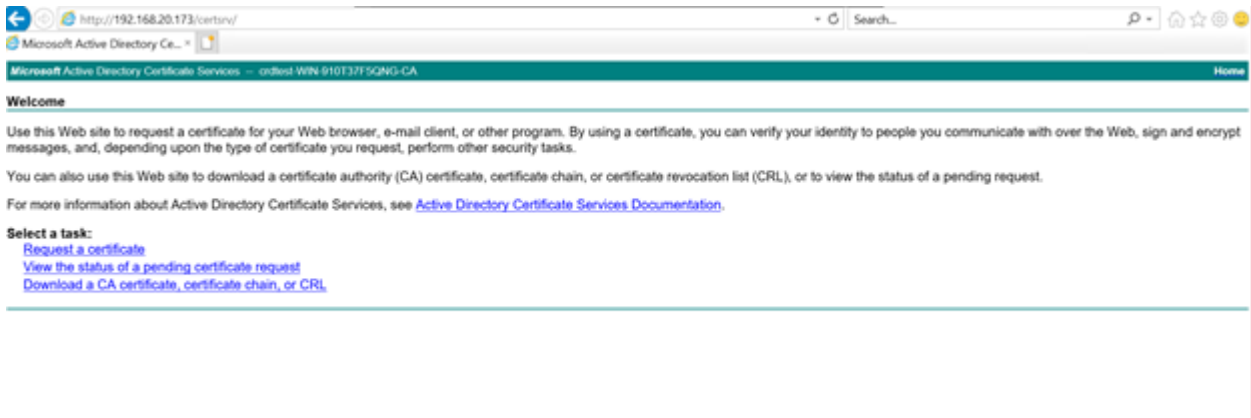 http://192.168.20.173/certsrv/
Search...
Microsoft Active Directory Ce...
Microsoft Active Directory Certificate Services -- crdtest-WIN-910T37F5QNG-CA
Home
Welcome
Use this Web site to request a certificate for your Web browser, e-mail client, or other program. By using a certificate, you can verify your identity to people you communicate with over the Web, sign and encrypt
messages, and, depending upon the type of certificate you request, perform other security tasks.
You can also use this Web site to download a certificate authority (CA) certificate, certificate chain, or certificate revocation list (CRL), or to view the status of a pending request.
For more information about Active Directory Certificate Services, see Active Directory Certificate Services Documentation.
Select a task:
Request a certificate
View the status of a pending certificate request
Download a CA certificate, certificate chain, or CRL